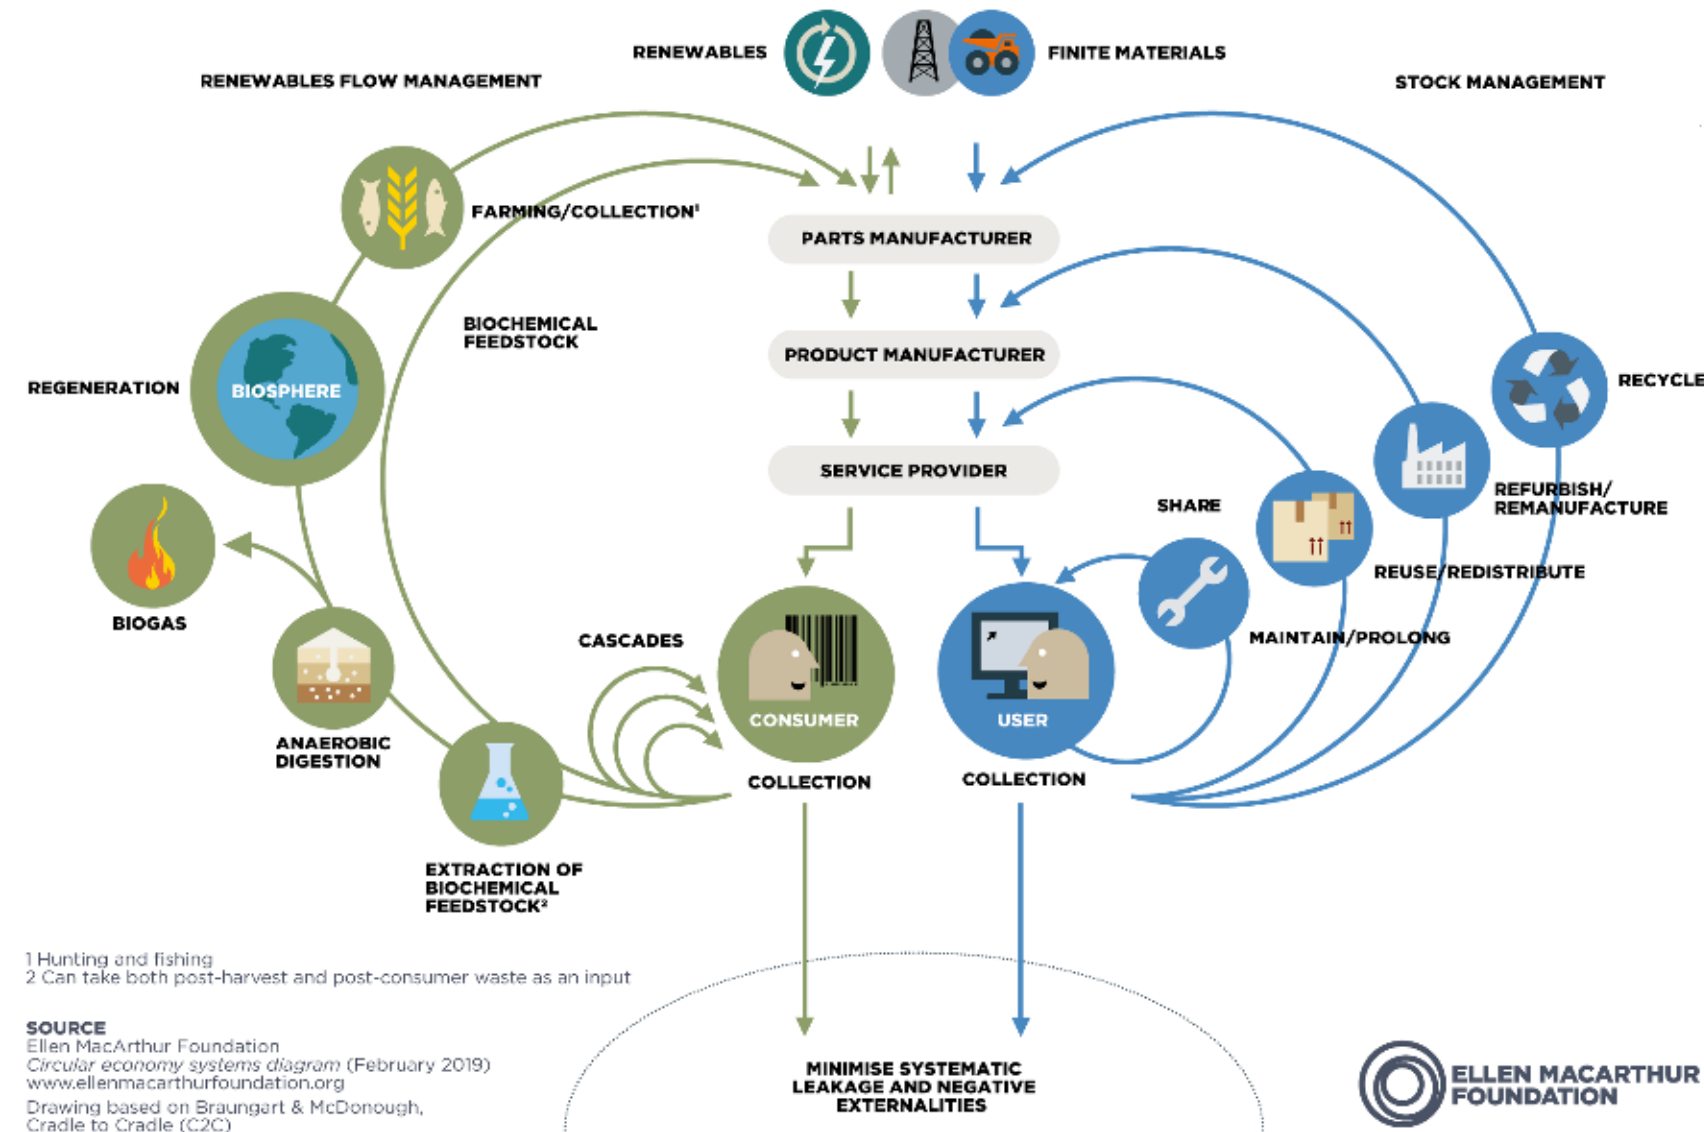 RENEWABLES
FINITE MATERIALS
RENEWABLES FLOW MANAGEMENT
STOCK MANAGEMENT
FARMING/COLLECTION¹
PARTS MANUFACTURER
BIOCHEMICAL
FEEDSTOCK
PRODUCT MANUFACTURER
REGENERATION
BIOSPHERE
RECYCLE
SERVICE PROVIDER
SHARE
REFURBISH/
REMANUFACTURE
REUSE/REDISTRIBUTE
BIOGAS
CASCADES
MAINTAIN/PROLONG
CONSUMER
USER
ANAEROBIC
DIGESTION
COLLECTION
COLLECTION
EXTRACTION OF
BIOCHEMICAL
FEEDSTOCK²
1 Hunting and fishing
2 Can take both post-harvest and post-consumer waste as an input
SOURCE
Ellen MacArthur Foundation
Circular economy systems diagram (February 2019)
www.ellenmacarthurfoundation.org
Drawing based on Braungart & McDonough,
Cradle to Cradle (C2C)
MINIMISE SYSTEMATIC
LEAKAGE AND NEGATIVE
EXTERNALITIES
ELLEN MACARTHUR
FOUNDATION